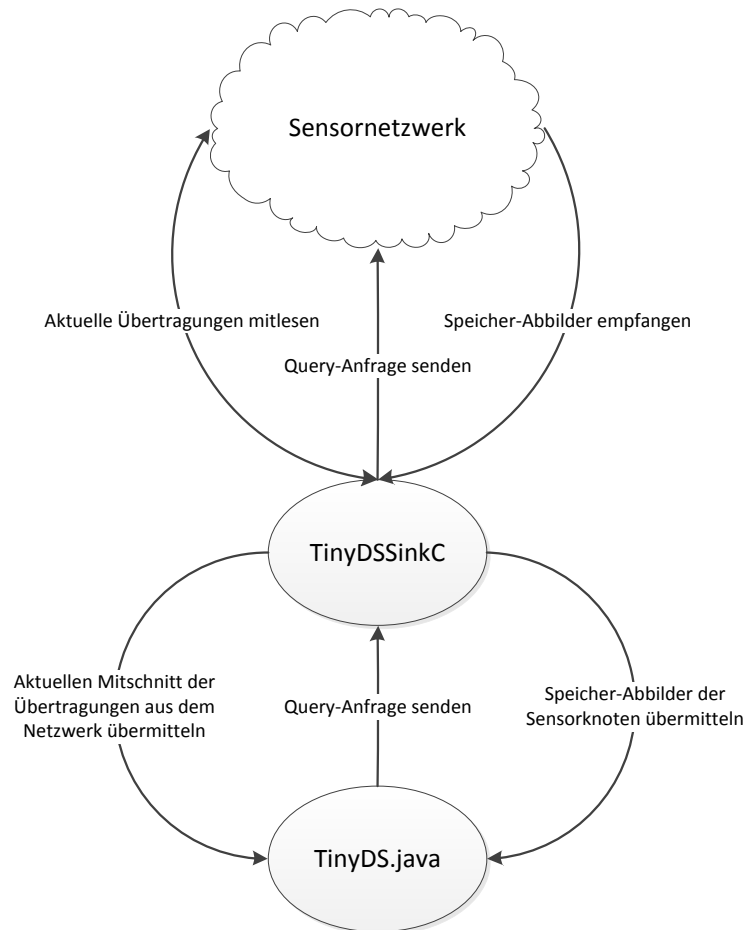 Sensornetzwerk
Aktuelle Übertragungen mitlesen
Speicher-Abbilder empfangen
Query-Anfrage senden
TinyDSSinkC
Aktuellen Mitschnitt der
Übertragungen aus dem
Netzwerk übermitteln
Query-Anfrage senden
Speicher-Abbilder der
Sensorknoten übermitteln
TinyDS.java